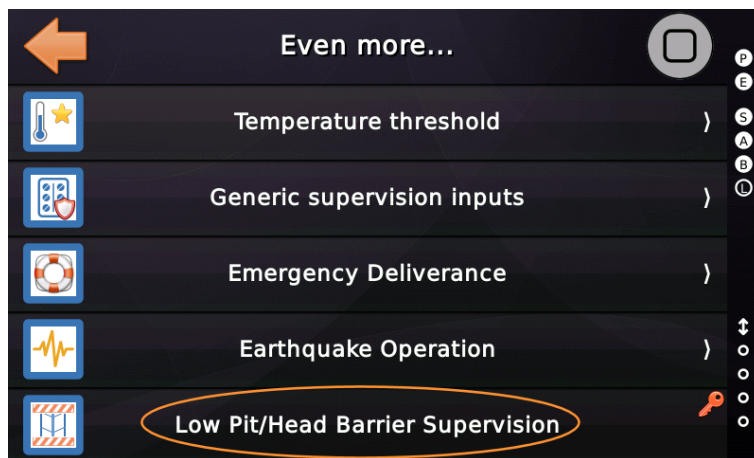 Even more...
Temperature threshold
Generic supervision inputs
Emergency Deliverance
Earthquake Operation
Low Pit/Head Barrier Supervision
P
E
S
A
B
L